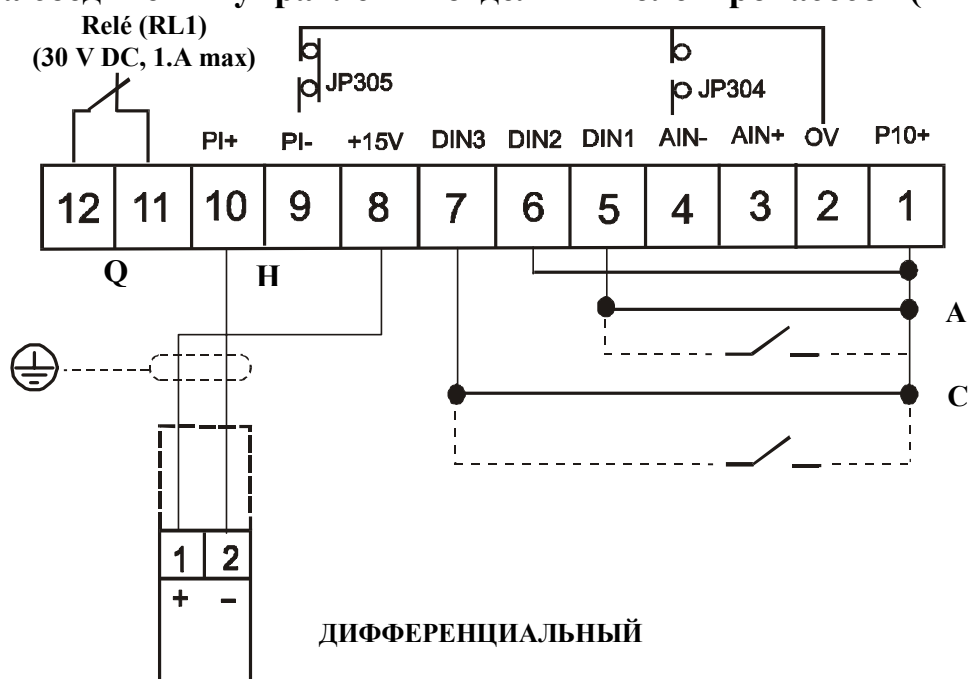 Relé (RL1)
(30 V DC, 1.A max)
JP305
JP304
PI+ PI- +15V DIN3 DIN2 DIN1 AIN- AIN+ OV P10+
12 11 10 9 8 7 6 5 4 3 2 1
Q H
A
C
1 2
+ –
ДИФФЕРЕНЦИАЛЬНЫЙ